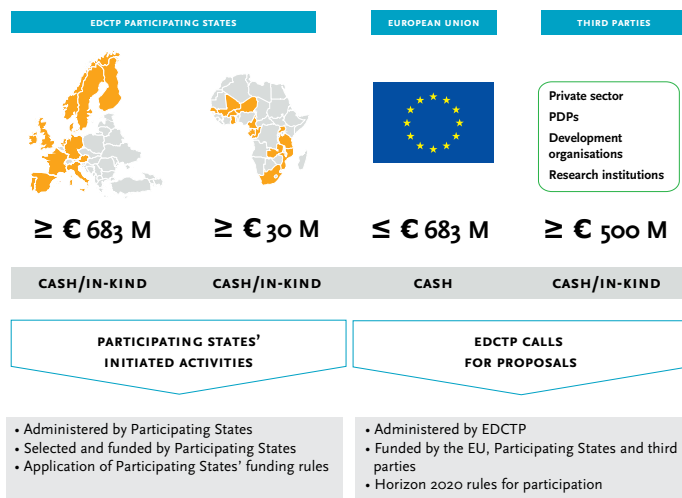 EDCTP PARTICIPATING STATES
EUROPEAN UNION
THIRD PARTIES
Private sector
PDPs
Development
organisations
Research institutions
≥ € 683 M
≥ € 30 M
≤ € 683 M
≥ € 500 M
CASH/IN-KIND
CASH/IN-KIND
CASH
CASH/IN-KIND
PARTICIPATING STATES’
INITIATED ACTIVITIES
EDCTP CALLS
FOR PROPOSALS
• Administered by Participating States
• Selected and funded by Participating States
• Application of Participating States’ funding rules
• Administered by EDCTP
• Funded by the EU, Participating States and third
parties
• Horizon 2020 rules for participation